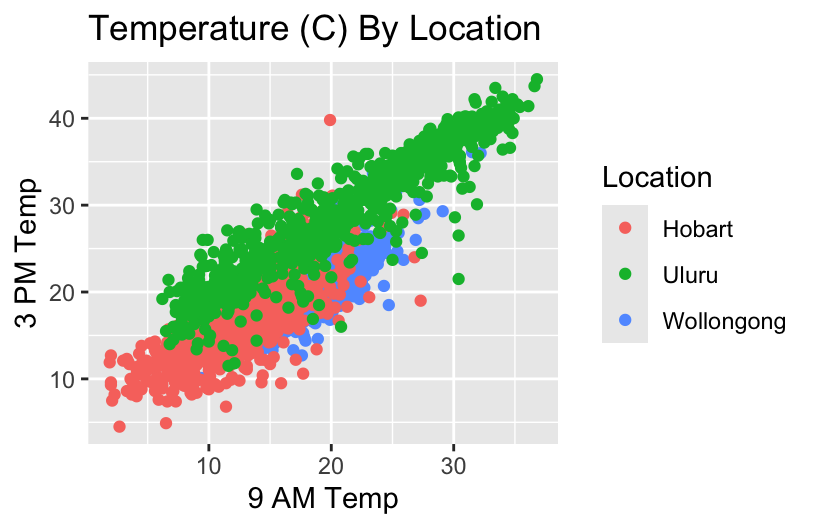 Temperature (C) By Location
40
30
20
10
3 PM Temp
10 20 30
9 AM Temp
Location
Hobart
Uluru
Wollongong